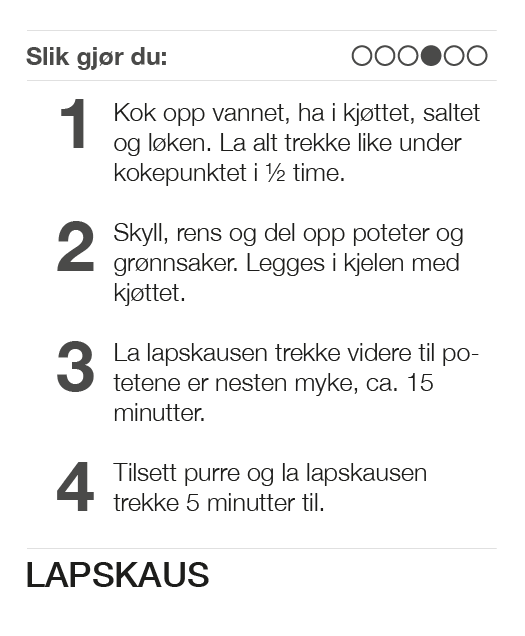 Slik gjør du:
1
Kok opp vannet, ha i kjøttet, saltet
og løken. La alt trekke like under
kokepunktet i ½ time.
2
Skyll, rens og del opp poteter og
grønnsaker. Legges i kjelen med
kjøttet.
3
La lapskausen trekke videre til po-
tetene er nesten myke, ca. 15
minutter.
4
Tilsett purre og la lapskausen
trekke 5 minutter til.
LAPSKAUS